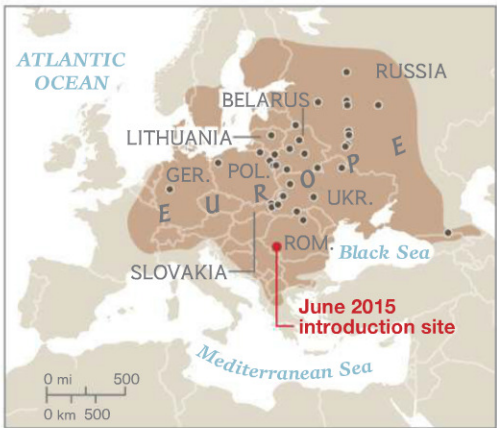 ATLANTIC
OCEAN
RUSSIA
BELARUS
LITHUANIA
GER.
POL.
EUROPE
UKR.
ROM.
Black Sea
SLOVAKIA
June 2015
introduction site
Mediterranean Sea
0 mi 500
0 km 500